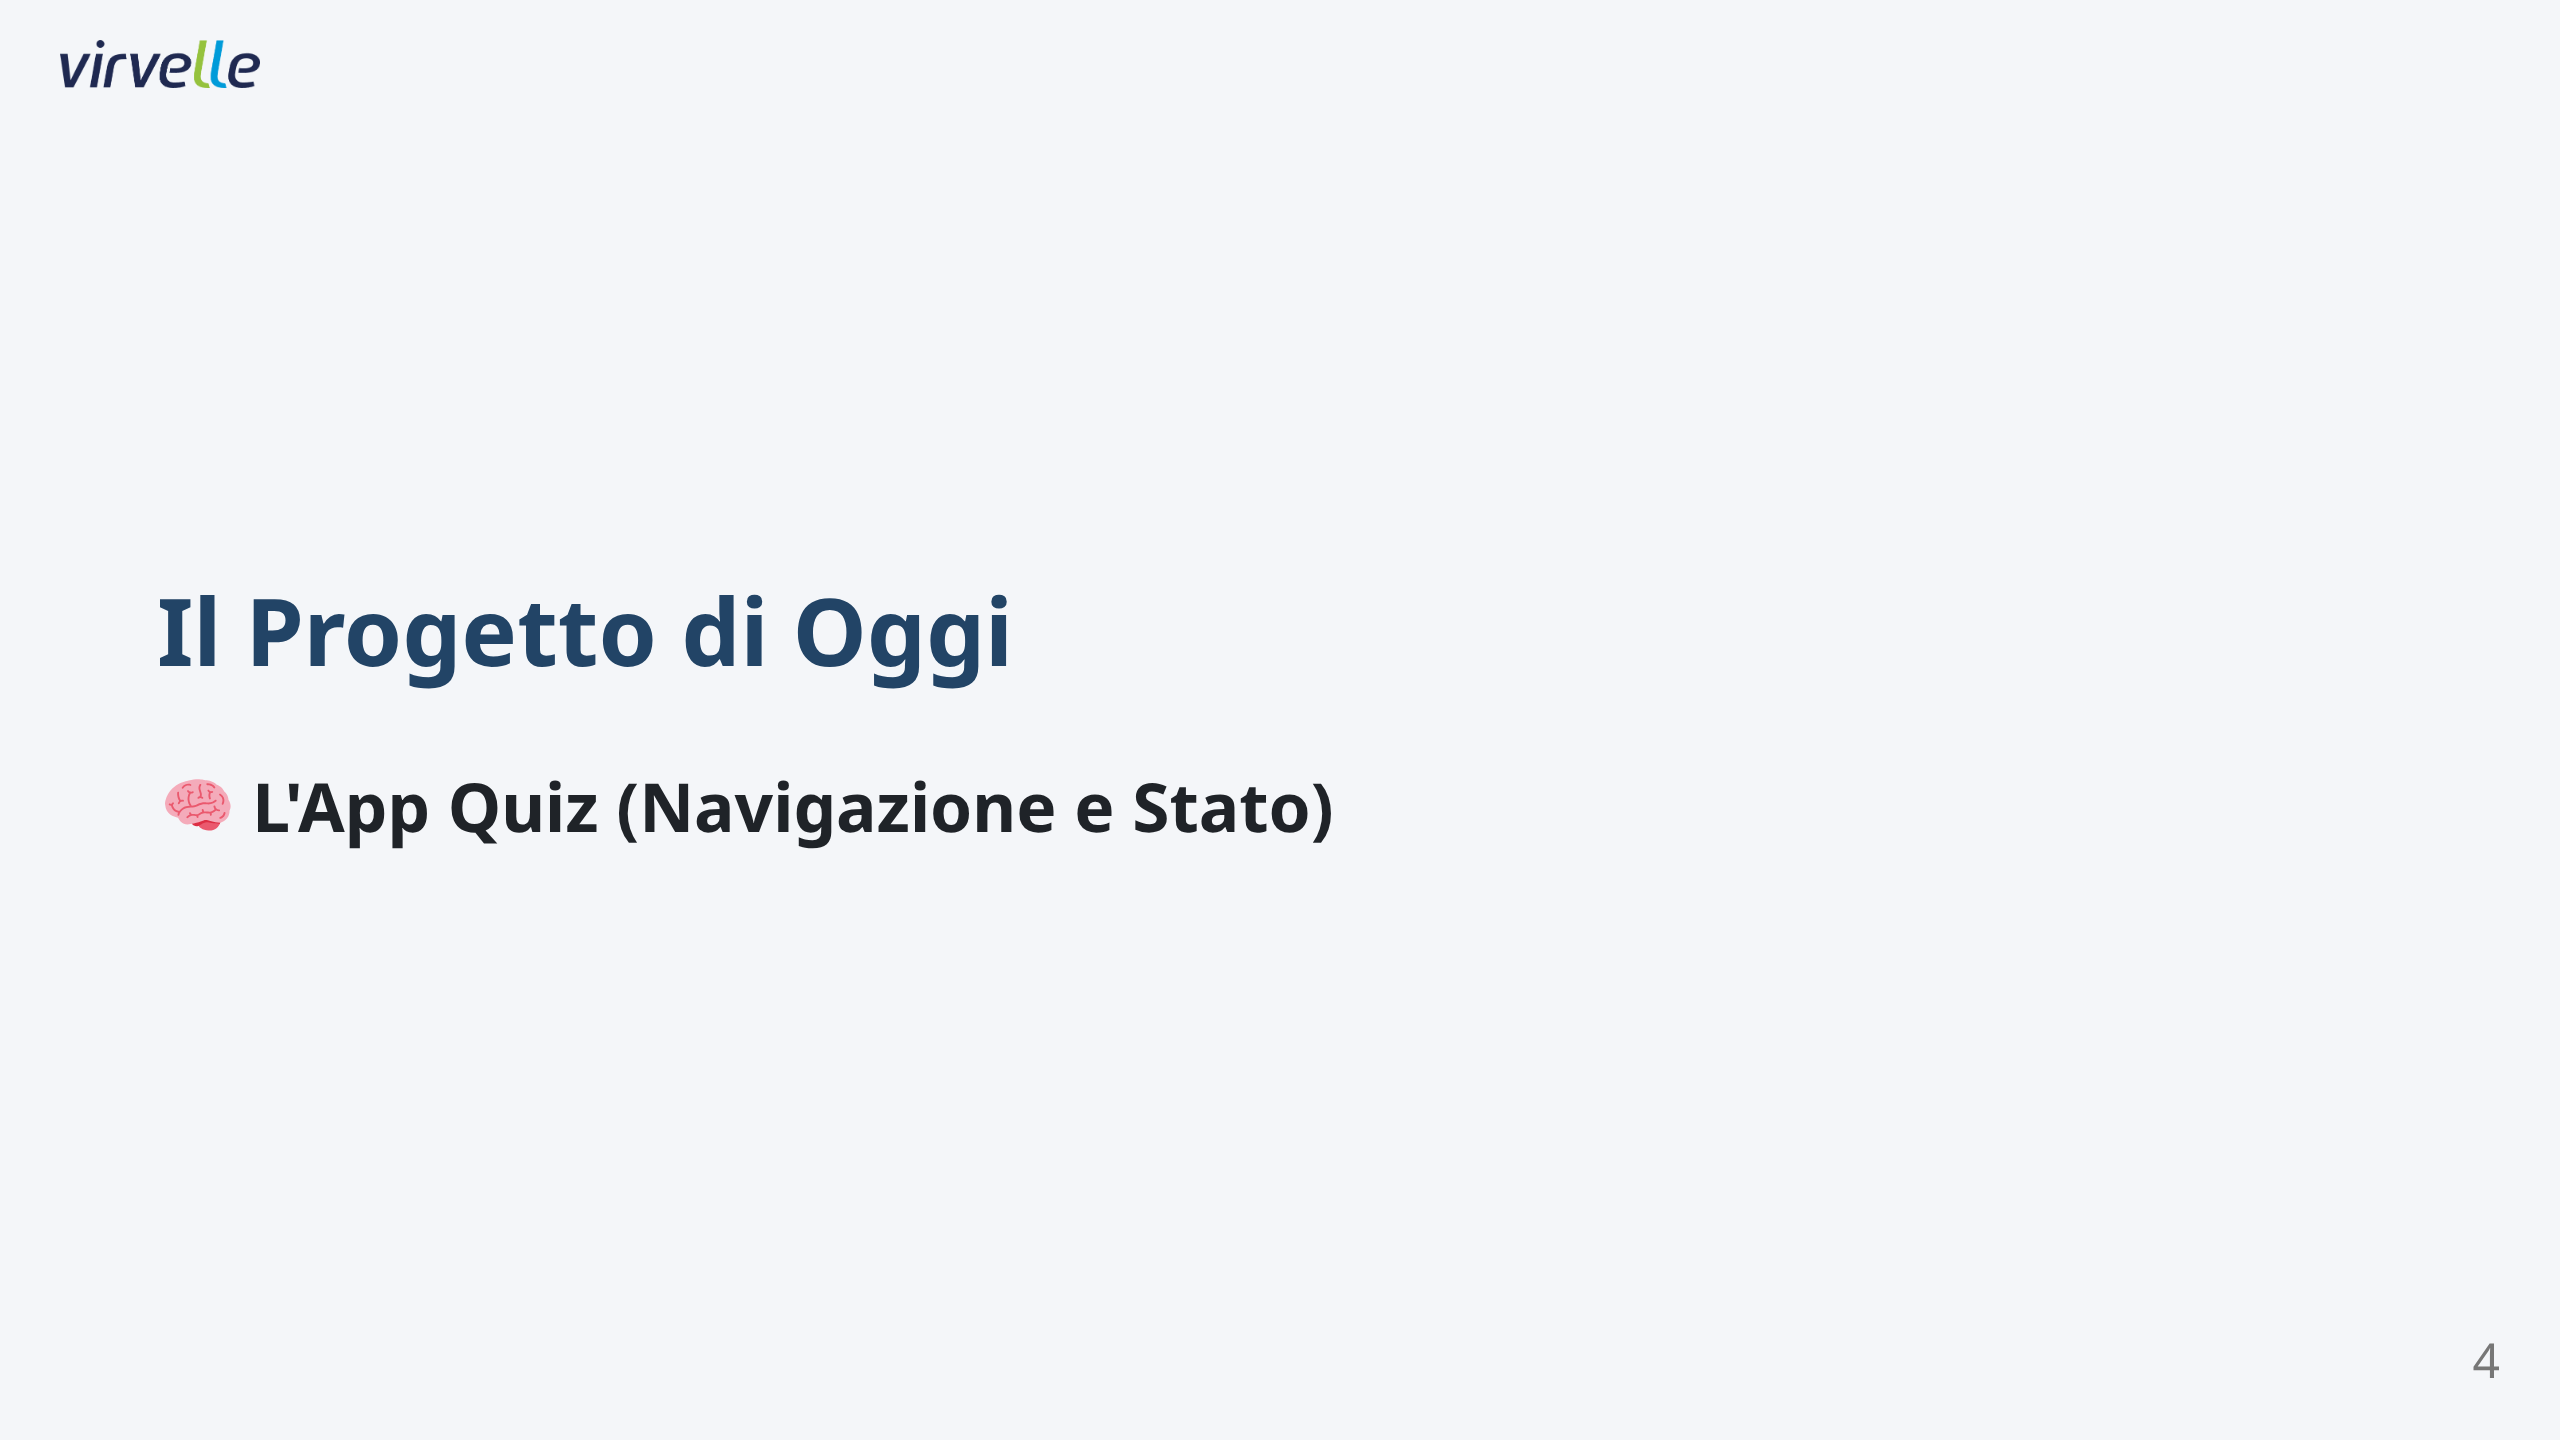 virvelle
Il Progetto di Oggi
🧠 L'App Quiz (Navigazione e Stato)
4